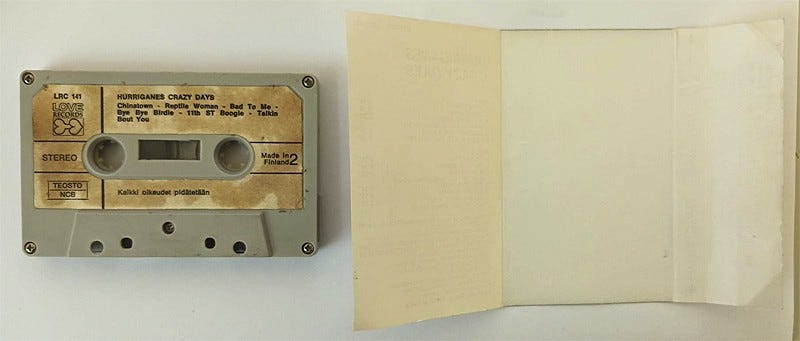 LRC 141
LOVE
RECORDS
HURRIGANES CRAZY DAYS
Chinatown - Reptile Woman - Bad To Me -
Bye Bye Birdie - 11th ST Boogie - Talkin
Bout You
STEREO
Made in
Finland 2
TEOSTO
NCB
Kaikki oikeudet pidätetään